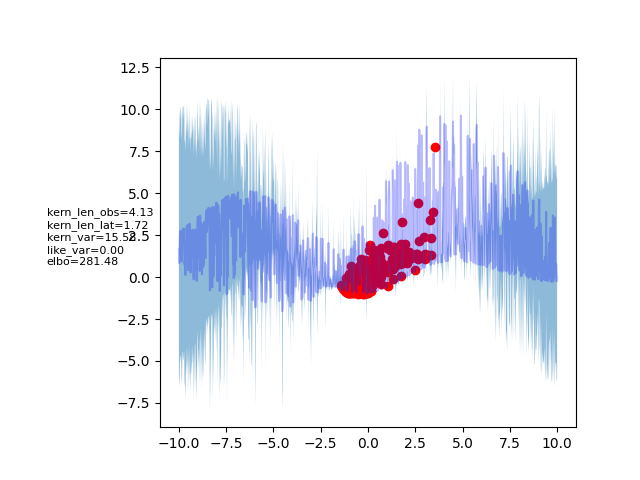 12.5
10.0
7.5
5.0
kern_len_obs=4.13
kern_len_lat=1.72
kern_var=15.58
2.5
like_var=0.00
elbo=281.48
0.0
−2.5
−5.0
−7.5
−10.0 −7.5 −5.0 −2.5 0.0 2.5 5.0 7.5 10.0